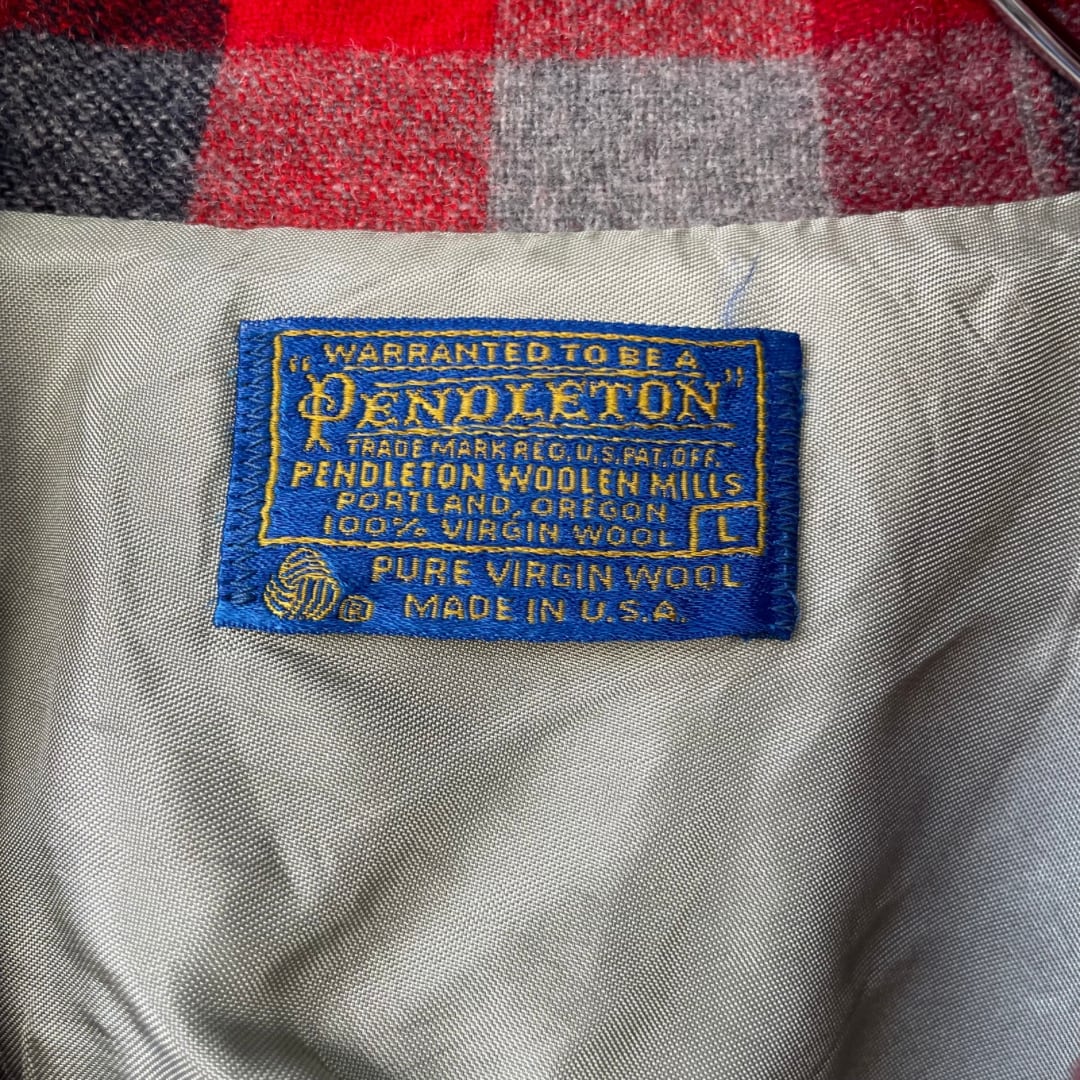 WARRANTED TO BE A
"PENDLETON"
TRADE MARK REG. U.S. PAT. OFF.
PENDLETON WOOLEN MILLS
PORTLAND, OREGON
100% VIRGIN WOOL L
PURE VIRGIN WOOL
® MADE IN U.S.A.